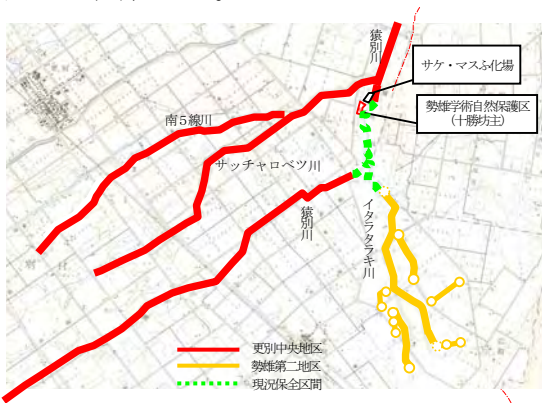 猿別川
サケ・マスふ化場
勢雄学術自然保護区
（十勝坊主）
南５線川
サッチャロベツ川
猿別川
イタラタラキ川
更別中央地区
勢雄第二地区
現況保全区間